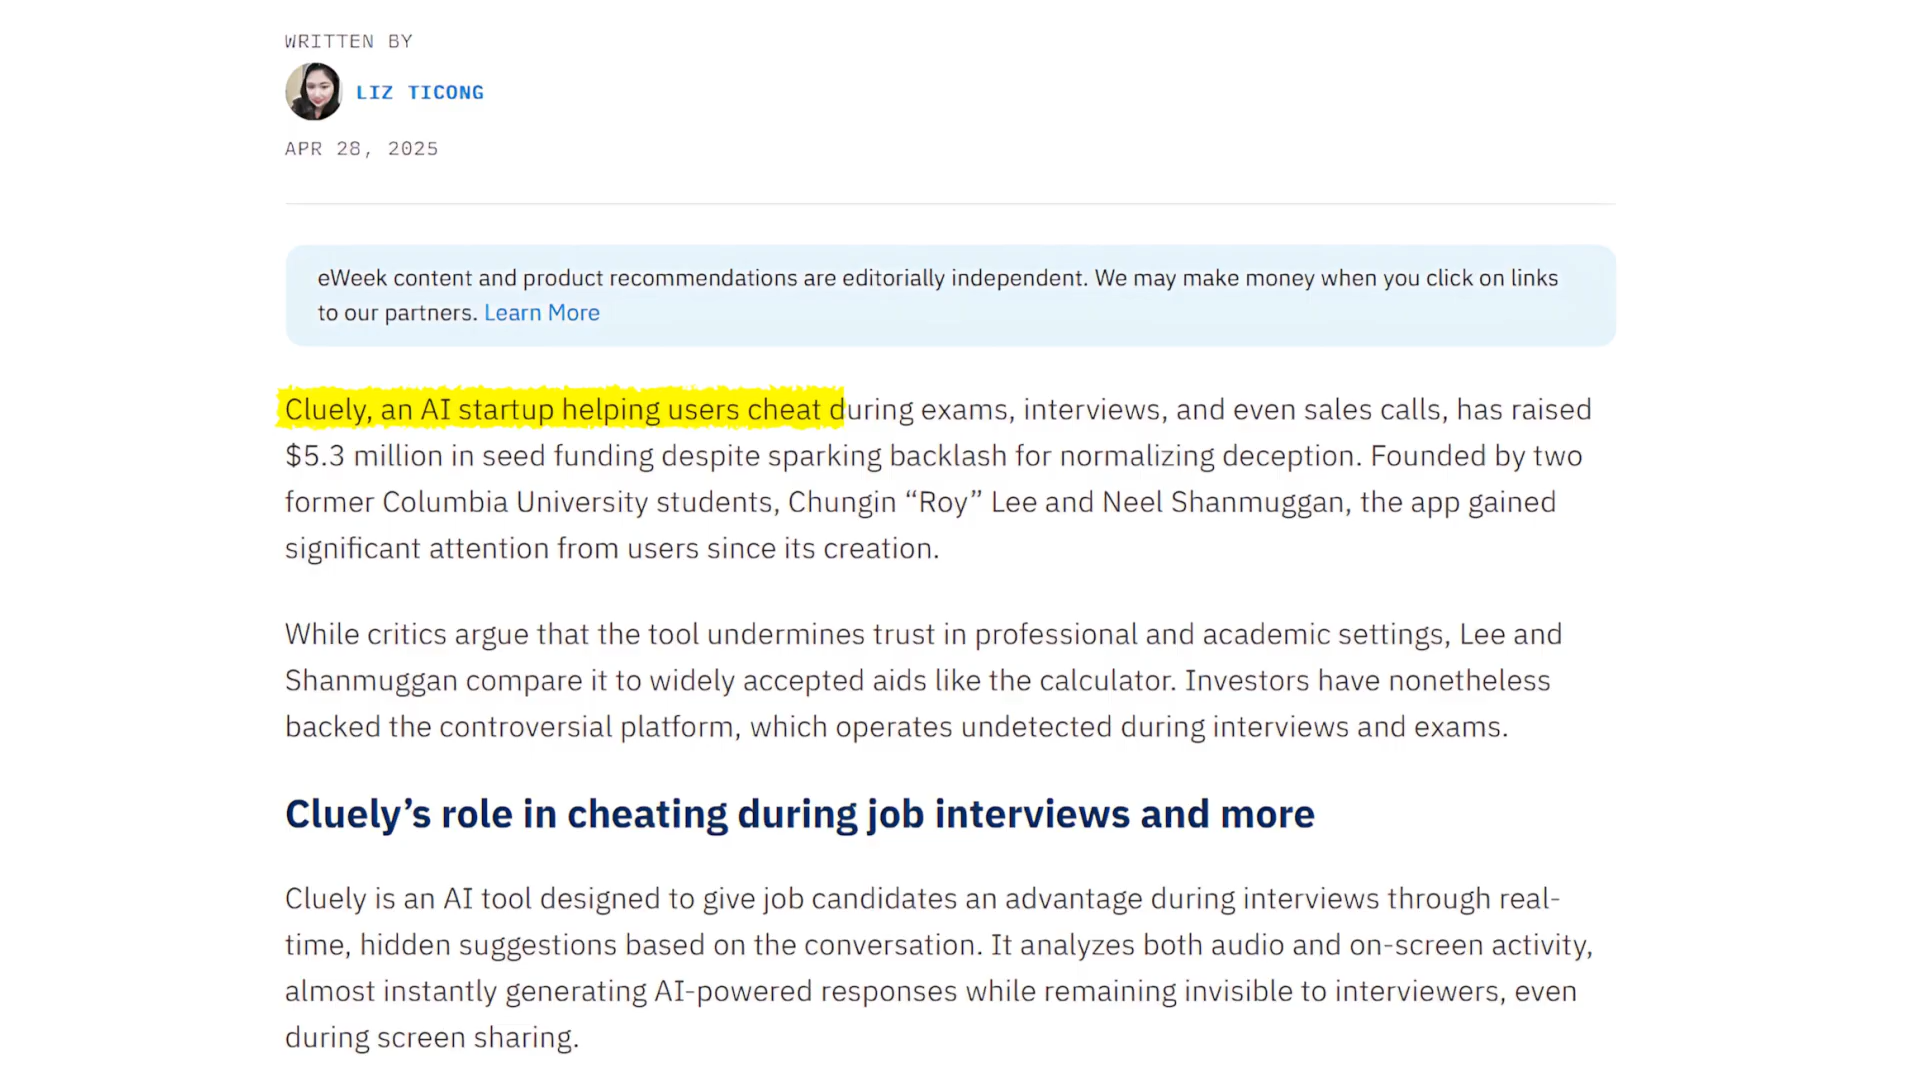 WRITTEN BY
LIZ TICONG
APR 28, 2025
eWeek content and product recommendations are editorially independent. We may make money when you click on links
to our partners. Learn More
Cluely, an AI startup helping users cheat during exams, interviews, and even sales calls, has raised
$5.3 million in seed funding despite sparking backlash for normalizing deception. Founded by two
former Columbia University students, Chungin “Roy” Lee and Neel Shanmuggan, the app gained
significant attention from users since its creation.
While critics argue that the tool undermines trust in professional and academic settings, Lee and
Shanmuggan compare it to widely accepted aids like the calculator. Investors have nonetheless
backed the controversial platform, which operates undetected during interviews and exams.
Cluely’s role in cheating during job interviews and more
Cluely is an AI tool designed to give job candidates an advantage during interviews through real-
time, hidden suggestions based on the conversation. It analyzes both audio and on-screen activity,
almost instantly generating AI-powered responses while remaining invisible to interviewers, even
during screen sharing.